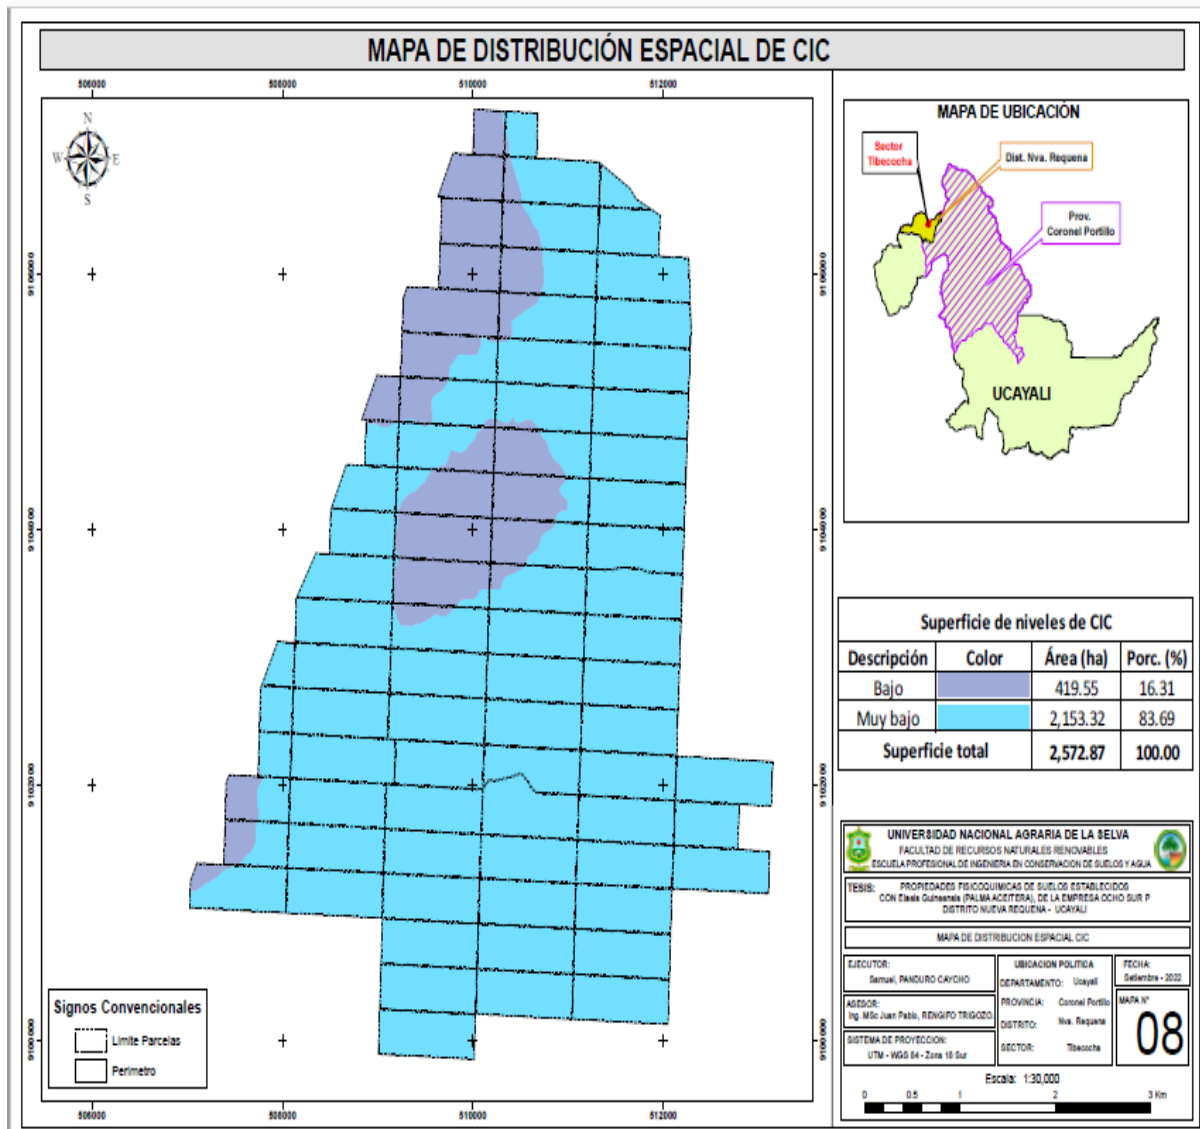 MAPA DE DISTRIBUCIÓN ESPACIAL DE CIC
506000 508000 510000 512000
N
W E
S
9106000
9104000
9102000
9100000
9106000
9104000
9102000
9100000
506000 508000 510000 512000
Signos Convencionales
Limite Parcelas
Perimetro
MAPA DE UBICACIÓN
Sector
Tibecocha
Dist. Nva. Requena
Prov.
Coronel Portillo
UCAYALI
Superficie de niveles de CIC
Descripción Color Área (ha) Porc. (%)
Bajo 419.55 16.31
Muy bajo 2,153.32 83.69
Superficie total 2,572.87 100.00
UNIVERSIDAD NACIONAL AGRARIA DE LA SELVA
FACULTAD DE RECURSOS NATURALES RENOVABLES
ESCUELA PROFESIONAL DE INGENIERIA EN CONSERVACION DE SUELOS Y AGUA
TESIS: PROPIEDADES FISICOQUIMICAS DE SUELOS ESTABLECIDOS
CON Elaeis Guineensis (PALMA ACEITERA), DE LA EMPRESA OCHO SUR P
DISTRITO NUEVA REQUENA - UCAYALI
MAPA DE DISTRIBUCION ESPACIAL CIC
EJECUTOR:
Samuel, PANDURO CAYCHO
ASESOR:
Ing. MSc Juan Pablo, RENGIFO TRIGOZO
SISTEMA DE PROYECCION:
UTM - WGS 84 - Zona 18 Sur
UBICACION POLITICA
DEPARTAMENTO: Ucayali
PROVINCIA: Coronel Portillo
DISTRITO: Nva. Requena
SECTOR: Tibecocha
FECHA:
Setiembre - 2022
MAPA N°
08
Escala: 1:30,000
0 0.5 1 2 3 Km